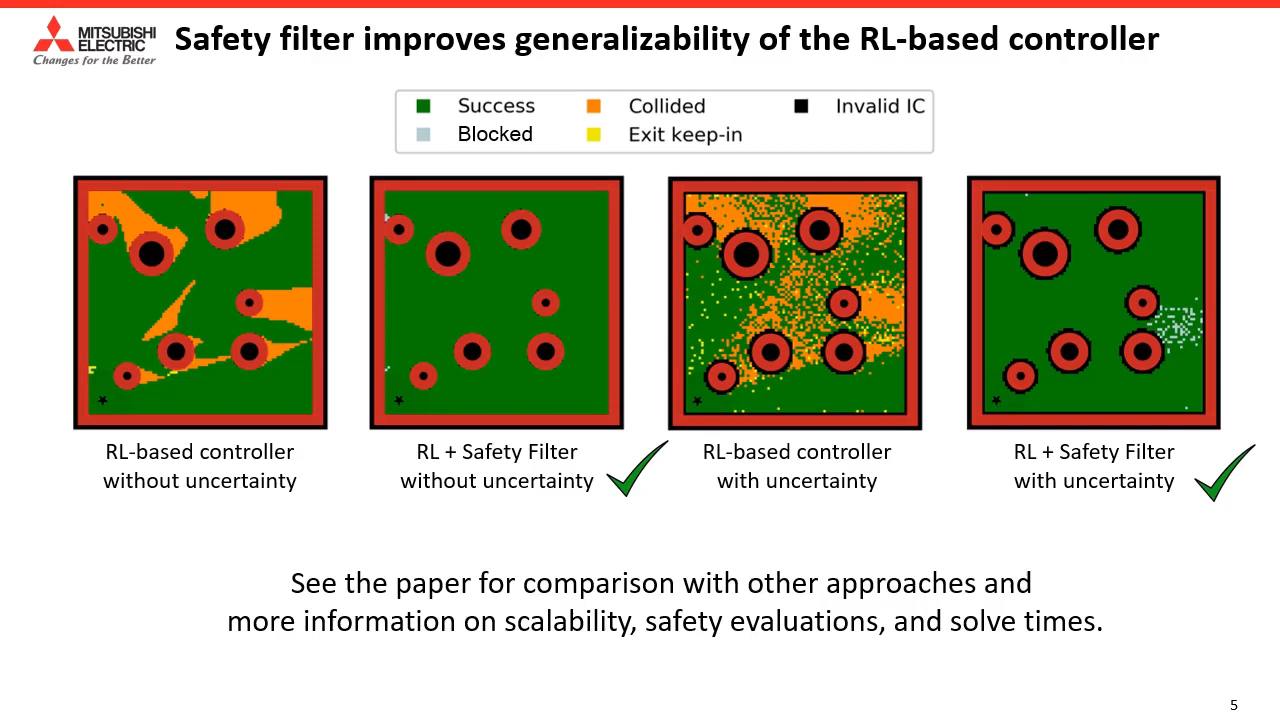 MITSUBISHI
ELECTRIC
Changes for the Better
Safety filter improves generalizability of the RL-based controller
Success
Collided
Invalid IC
Blocked
Exit keep-in
RL-based controller
without uncertainty
RL + Safety Filter
without uncertainty
RL-based controller
with uncertainty
RL + Safety Filter
with uncertainty
See the paper for comparison with other approaches and
more information on scalability, safety evaluations, and solve times.
5